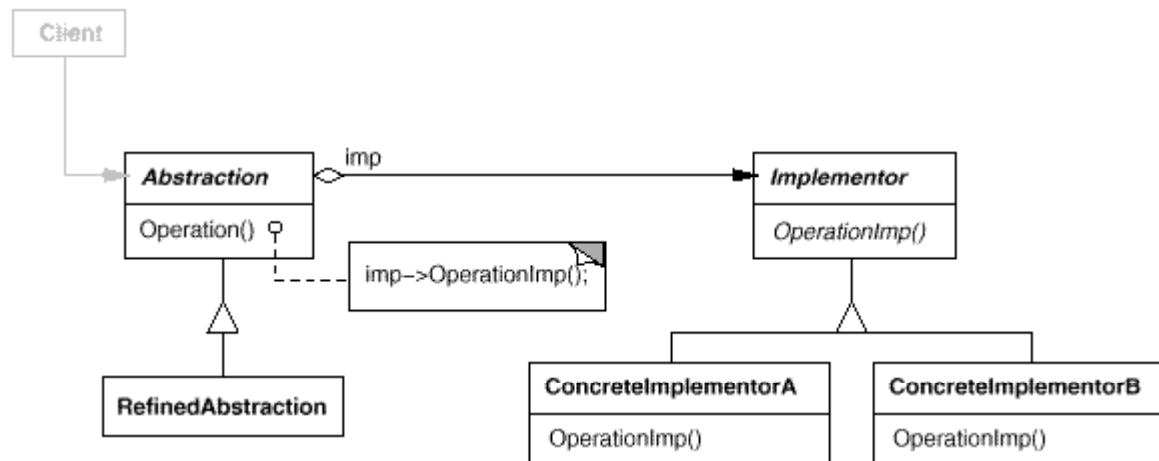 Client
imp
Abstraction
Implementor
Operation()
OperationImp()
imp->OperationImp();
RefinedAbstraction
ConcreteImplementorA
ConcreteImplementorB
OperationImp()
OperationImp()